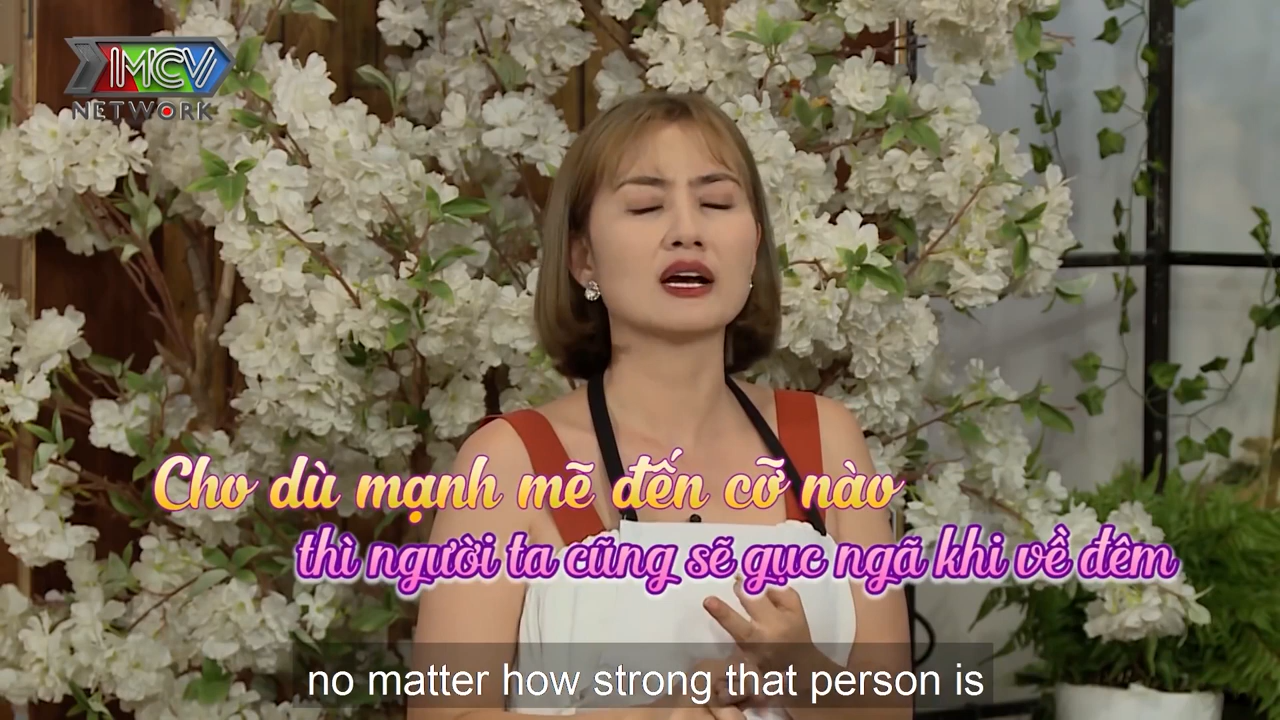 MCV
NETWORK
Cho dù mạnh mẽ đến cỡ nào
thì người ta cũng sẽ gục ngã khi về đêm
no matter how strong that person is